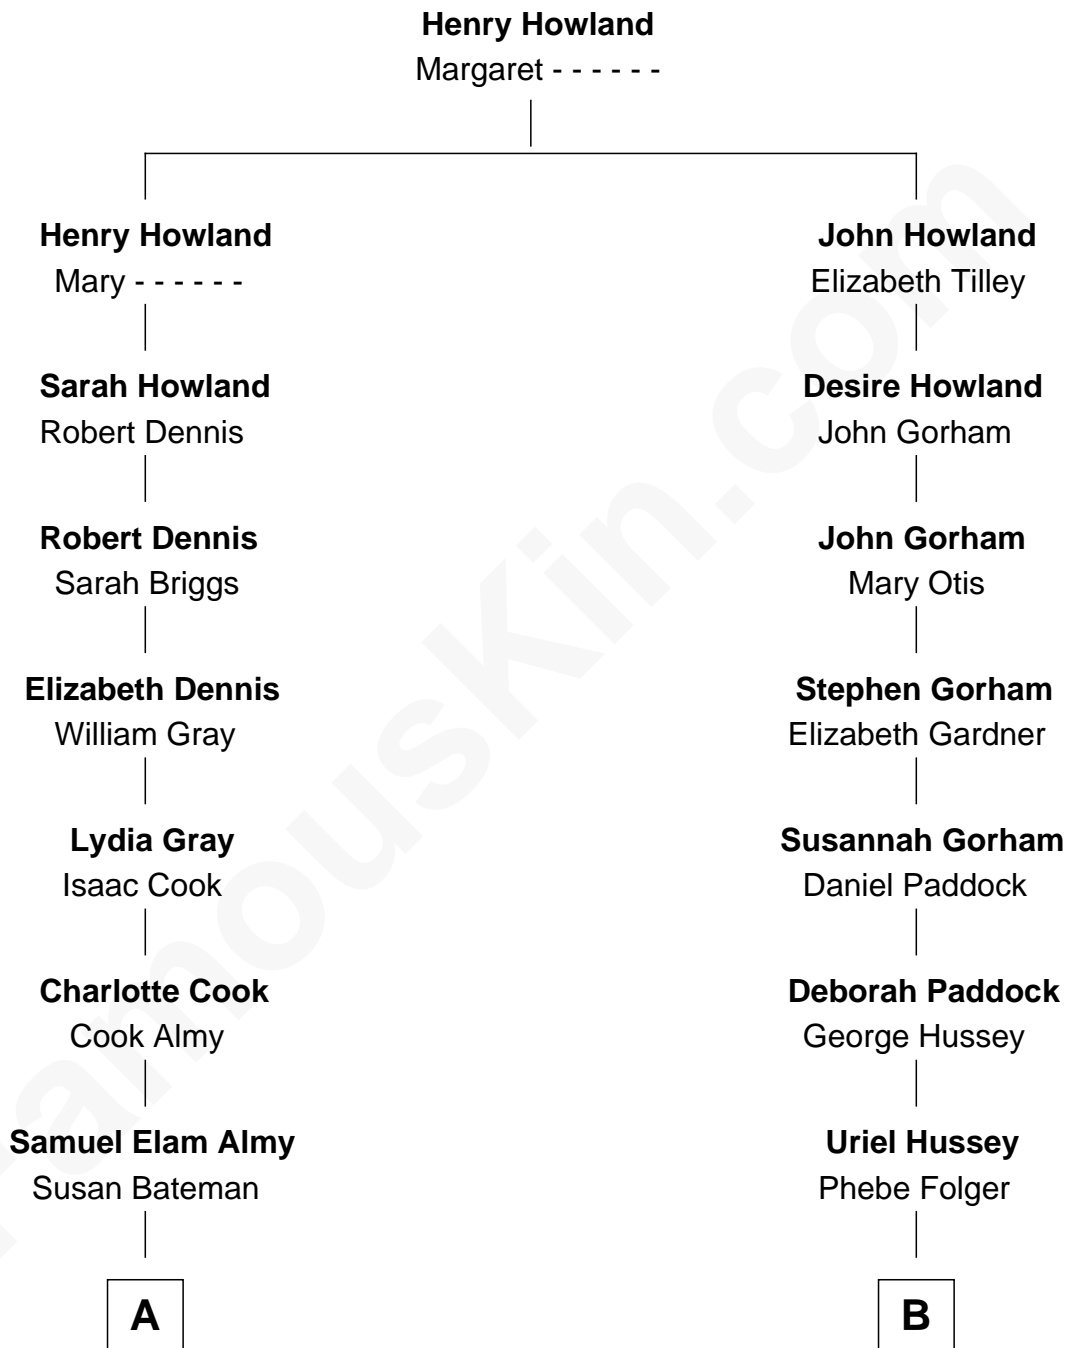 Henry Howland
Margaret - - - - - -
Henry Howland
John Howland
Mary - - - - - -
Elizabeth Tilley
Sarah Howland
Desire Howland
Robert Dennis
John Gorham
Robert Dennis
John Gorham
Sarah Briggs
Mary Otis
Elizabeth Dennis
Stephen Gorham
William Gray
Elizabeth Gardner
Lydia Gray
Susannah Gorham
Isaac Cook
Daniel Paddock
Charlotte Cook
Deborah Paddock
Cook Almy
George Hussey
Samuel Elam Almy
Uriel Hussey
Susan Bateman
Phebe Folger
A
B
FamousKin.com